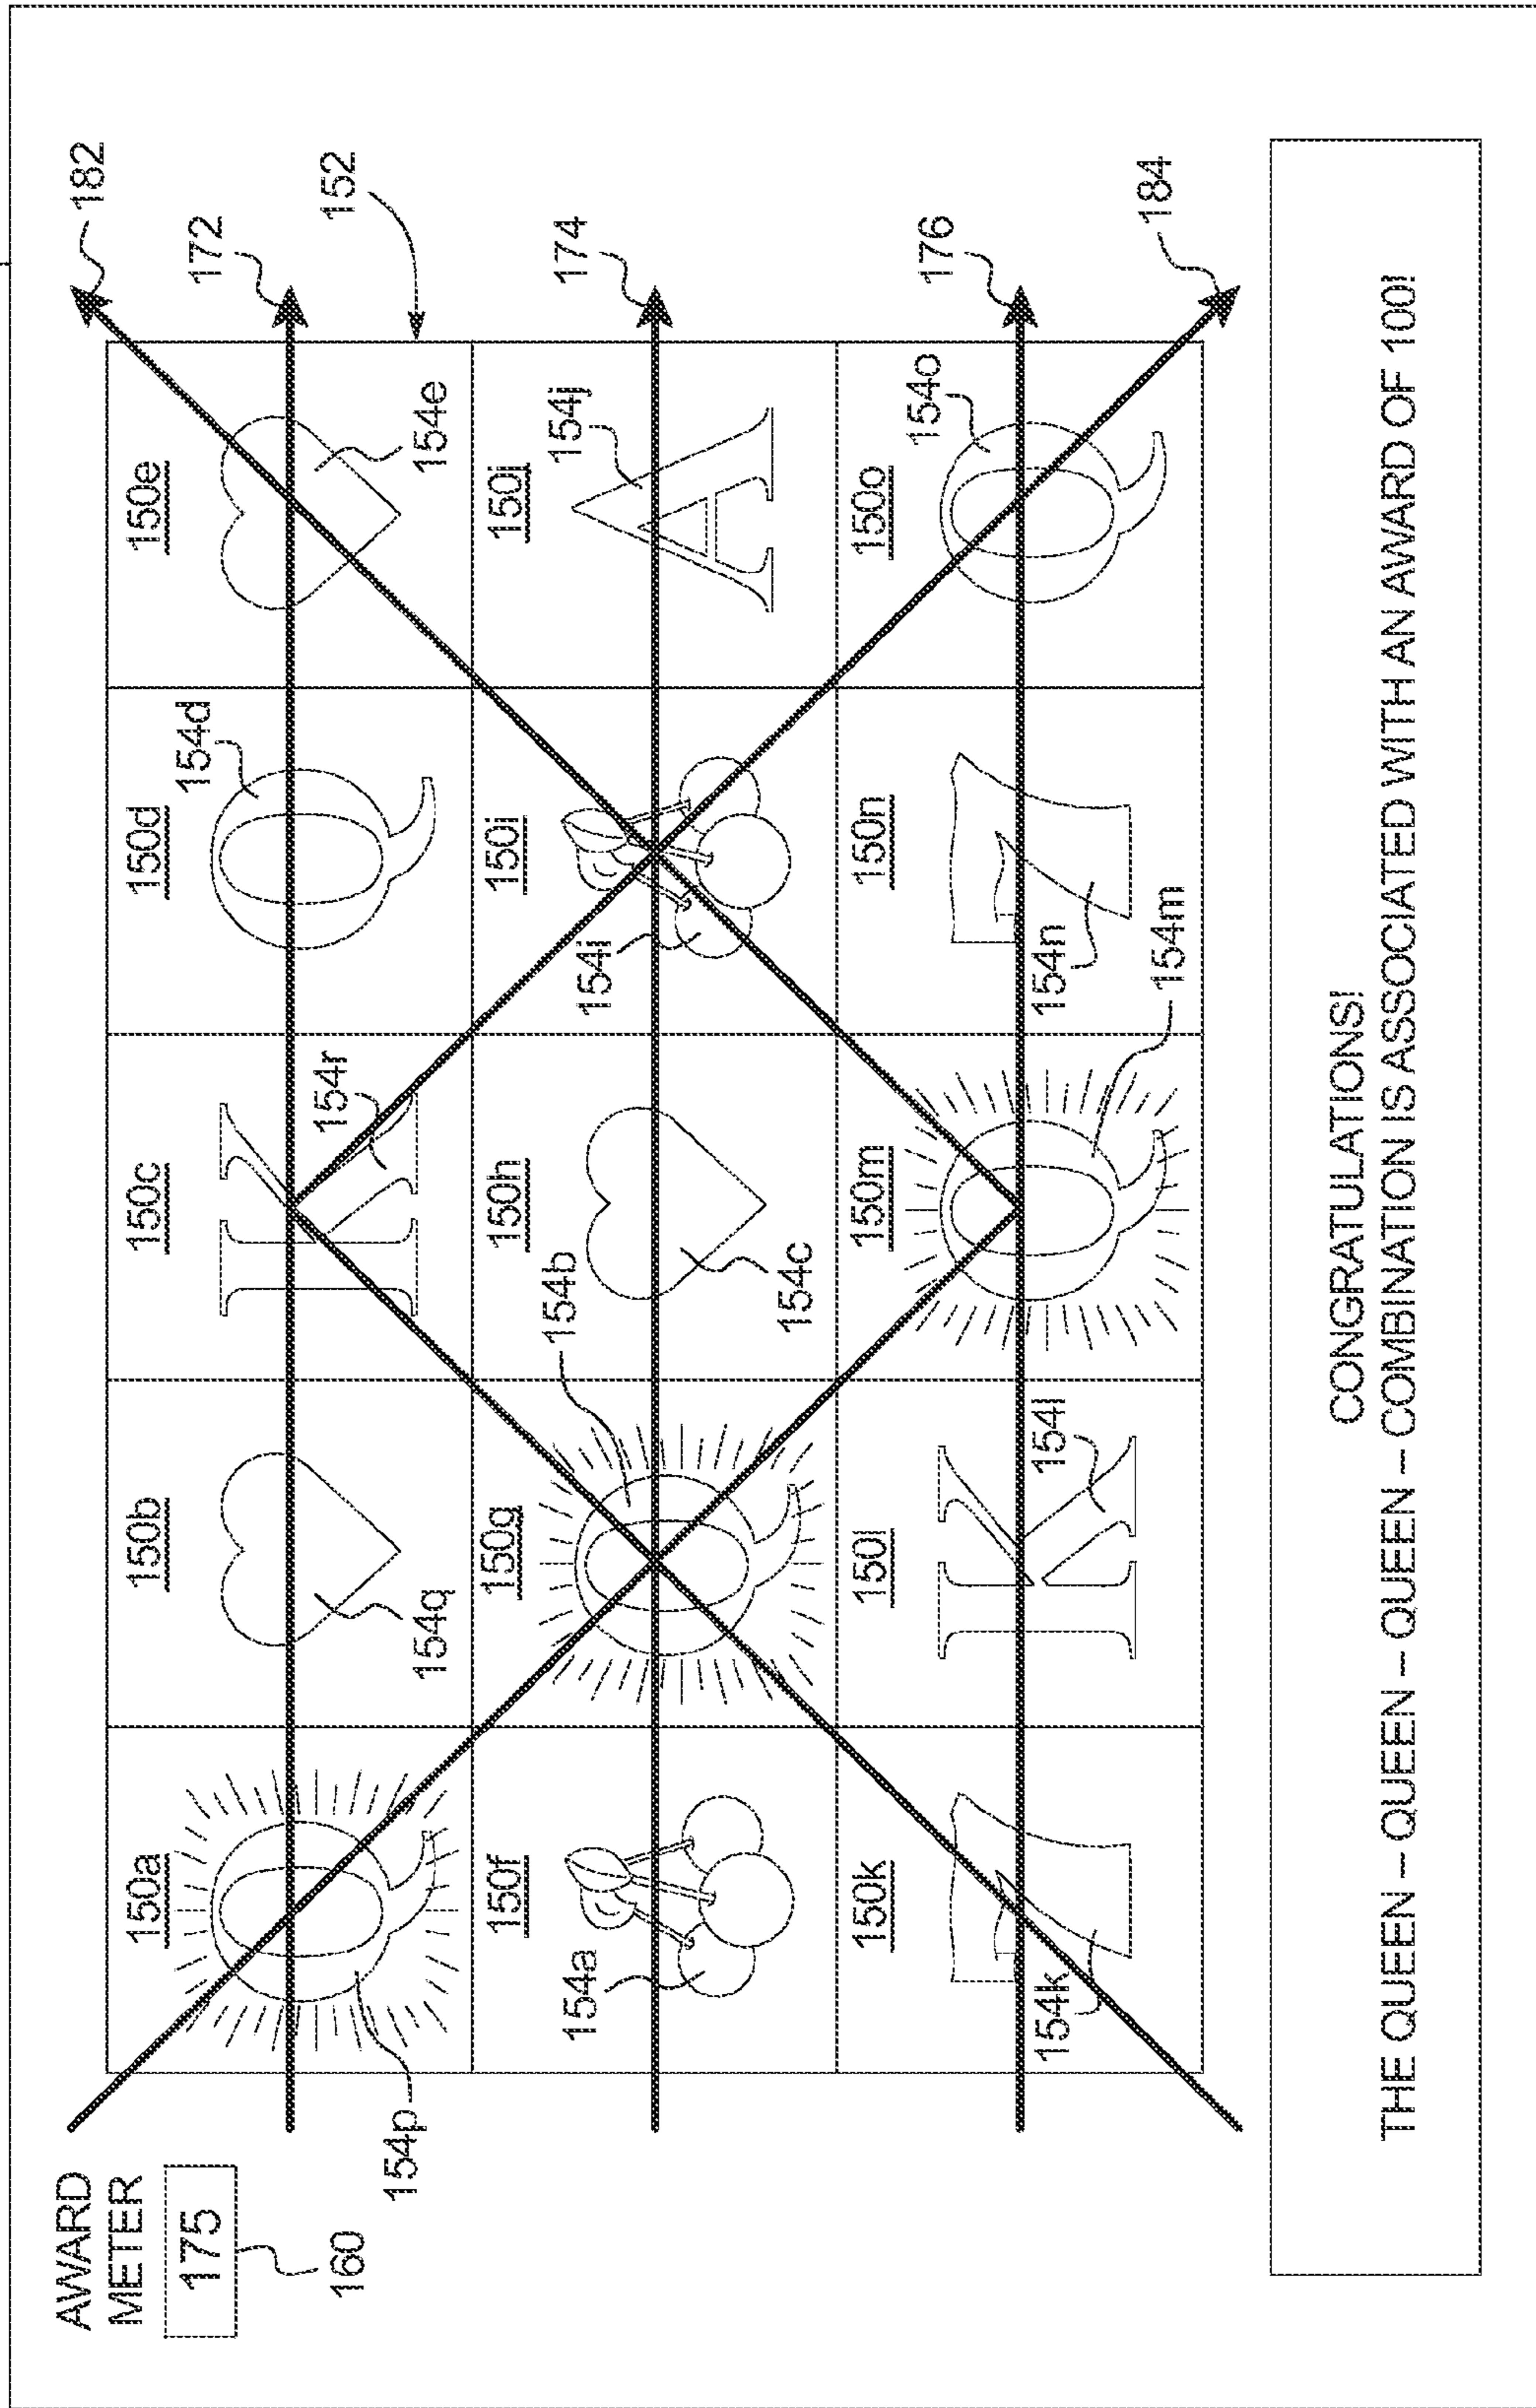 AWARD
METER
175
160
182
172
152
174
176
184
150a
154p
150b
154q
150c
154r
150d
154d
150e
154e
150f
154a
150g
154b
150h
154c
150i
154i
150j
A
154j
150k
154k
150l
K
154l
150m
154m
150n
7
154n
150o
Q
154o
CONGRATULATIONS!
THE QUEEN – QUEEN – QUEEN – COMBINATION IS ASSOCIATED WITH AN AWARD OF 100!